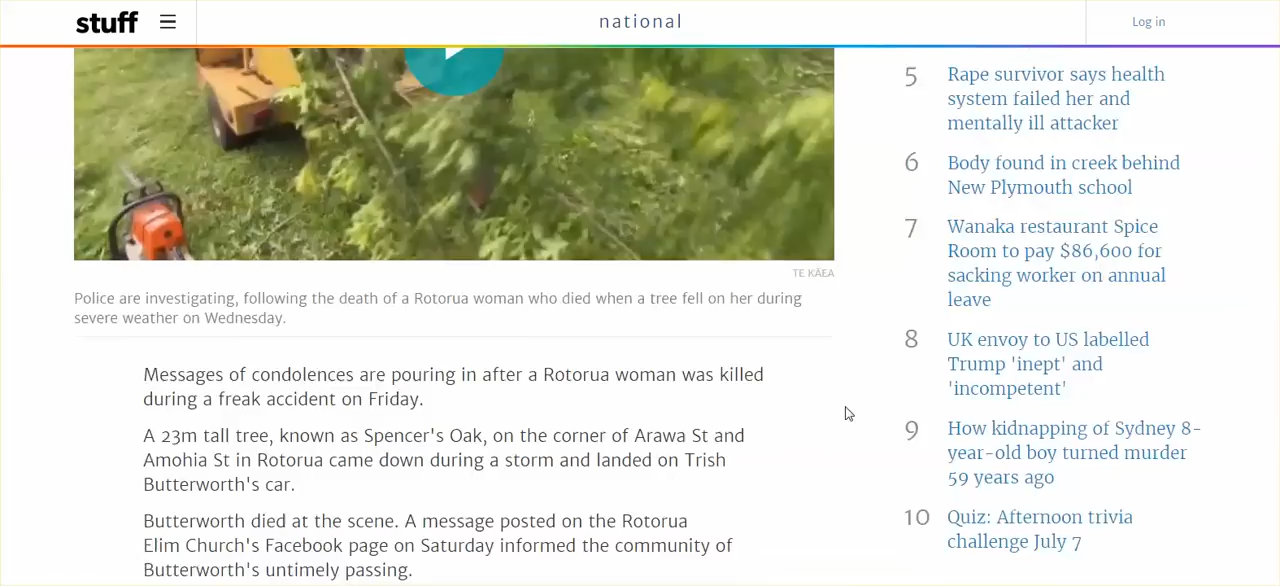 stuff
national
Log in
TE KĀEA
Police are investigating, following the death of a Rotorua woman who died when a tree fell on her during
severe weather on Wednesday.
Messages of condolences are pouring in after a Rotorua woman was killed
during a freak accident on Friday.
A 23m tall tree, known as Spencer's Oak, on the corner of Arawa St and
Amohia St in Rotorua came down during a storm and landed on Trish
Butterworth's car.
Butterworth died at the scene. A message posted on the Rotorua
Elim Church's Facebook page on Saturday informed the community of
Butterworth's untimely passing.
5 Rape survivor says health
system failed her and
mentally ill attacker
6 Body found in creek behind
New Plymouth school
7 Wanaka restaurant Spice
Room to pay $86,600 for
sacking worker on annual
leave
8 UK envoy to US labelled
Trump 'inept' and
'incompetent'
9 How kidnapping of Sydney 8-
year-old boy turned murder
59 years ago
10 Quiz: Afternoon trivia
challenge July 7